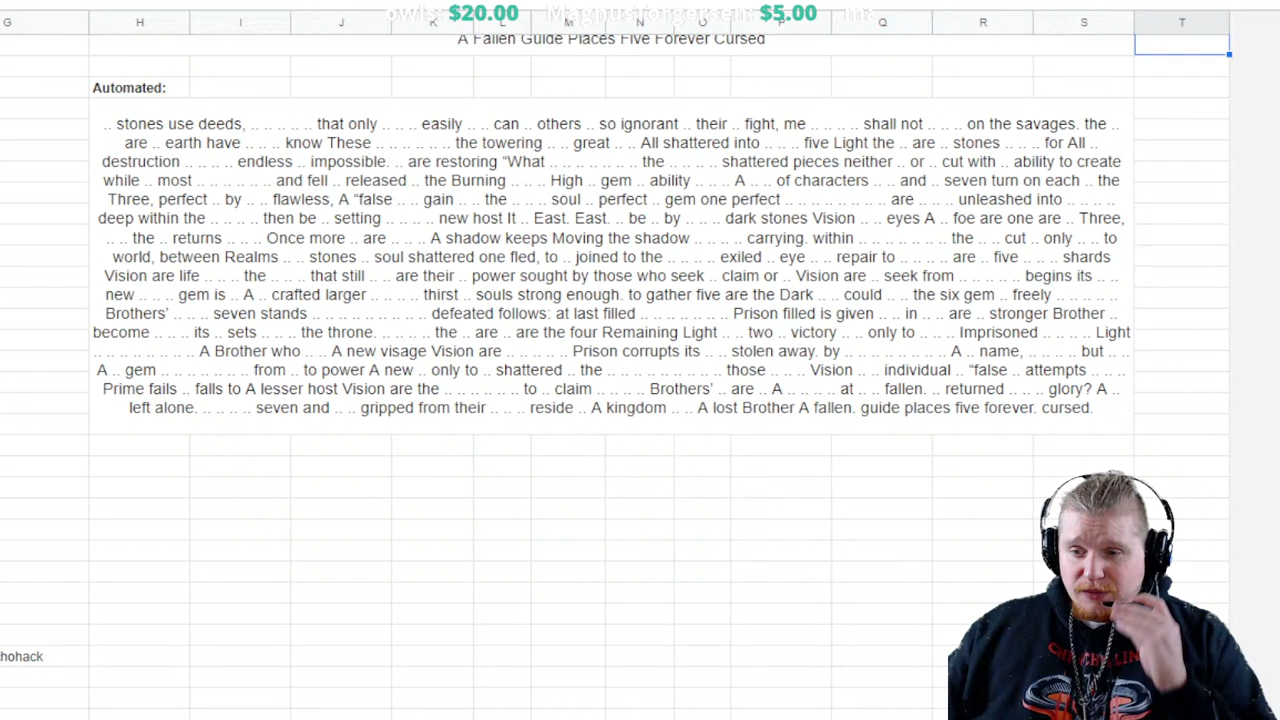 owls: $20.00 MagnusTorgersen: $5.00 ma
G H I J K L M N O P Q R S T
A Fallen Guide Places Five Forever Cursed
Automated:
.. stones use deeds, .. .. .. .. .. that only .. .. .. easily .. .. can .. others .. so ignorant .. their .. fight, me .. .. .. shall not .. .. .. on the savages. the ..
are .. earth have .. .. know These .. .. .. .. .. the towering .. .. great .. .. All shattered into .. .. .. five Light the .. are .. stones .. .. .. for All ..
destruction .. .. .. .. endless .. impossible. .. are restoring “What .. .. .. .. .. the .. .. .. .. shattered pieces neither .. or .. cut with .. ability to create
while .. most .. .. .. .. .. and fell .. released .. the Burning .. .. .. High .. gem .. ability .. .. .. A .. .. of characters .. .. and .. seven turn on each .. the
Three, perfect .. by .. .. flawless, A “false .. gain .. .. the .. .. soul .. perfect .. gem one perfect .. .. .. .. .. .. .. are .. .. unleashed into .. .. ..
deep within the .. .. .. then be .. setting .. .. .. .. new host It .. East. East. .. be .. by .. .. dark stones Vision .. .. eyes A .. foe are one are .. Three,
.. .. the .. returns .. .. .. Once more .. are .. .. .. A shadow keeps Moving the shadow .. .. .. .. carrying. within .. .. .. .. .. .. the .. cut .. only .. .. to
world, between Realms .. .. stones .. soul shattered one fled, to .. joined to the .. .. .. .. exiled .. eye .. repair to .. .. .. .. are .. five .. .. shards
Vision are life .. .. .. the .. .. .. that still .. .. are their .. power sought by those who seek .. claim or .. Vision are .. seek from .. .. .. .. .. begins its ..
new .. .. .. gem is .. A .. crafted larger .. .. .. .. thirst .. souls strong enough. to gather five are the Dark .. .. could .. .. the six gem .. freely .. .. .. ..
Brothers’ .. .. .. seven stands .. .. .. .. .. .. .. .. defeated follows: at last filled .. .. .. .. Prison filled is given .. .. in .. .. are .. stronger Brother ..
become .. .. its .. sets .. .. the throne. .. .. .. .. the .. are .. are the four Remaining Light .. .. two .. victory .. .. only to .. .. Imprisoned .. .. Light
.. .. .. .. .. .. .. .. .. A Brother who .. .. A new visage Vision are .. .. .. .. .. Prison corrupts its .. .. stolen away. by .. .. .. .. .. .. .. A .. name, .. .. .. .. but .. ..
A .. gem .. .. .. .. .. .. .. from .. to power A new .. only to .. shattered .. the .. .. .. .. .. .. .. those .. .. Vision .. .. individual .. “false .. attempts .. ..
Prime fails .. falls to A lesser host Vision are the .. .. .. .. .. .. to .. claim .. .. .. Brothers’ .. are .. A .. .. .. at .. .. fallen. .. returned .. .. glory? A ..
left alone. .. .. .. .. seven and .. .. gripped from their .. .. reside .. A kingdom .. .. A lost Brother A fallen. guide places five forever. cursed.
hohack